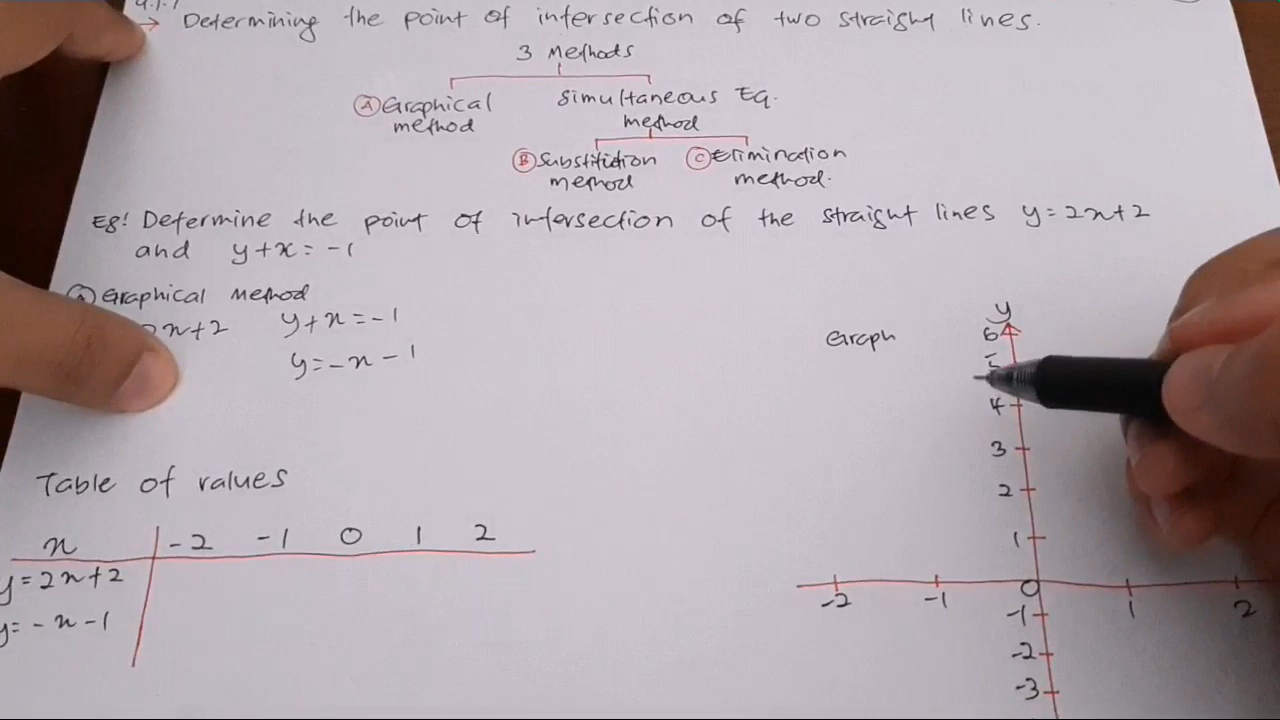 → Determining the point of intersection of two straight lines.
3 Methods
Ⓐ Graphical method
Simultaneous Eq. method
Ⓑ Substitution method
Ⓒ Elimination method.
Eg: Determine the point of intersection of the straight lines y=2x+2
and y+x=-1
Ⓐ Graphical Method
2x+2 y+x=-1
y=-x-1
Graph
y
6
5
4
3
2
1
-2 -1 0 1 2
-1
-2
-3
Table of values
x -2 -1 0 1 2
y=2x+2
y=-x-1